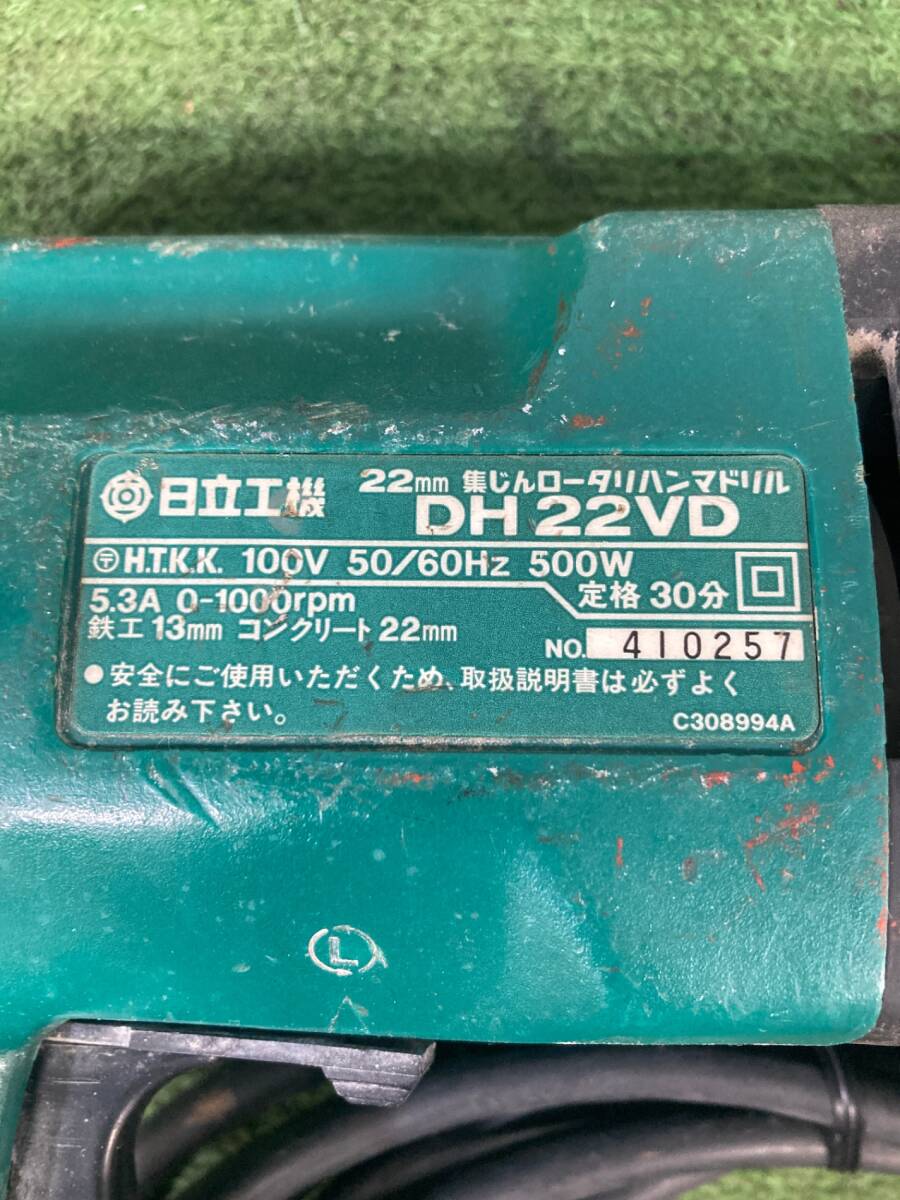 日立工機 22mm 集じんロータリハンマドリル
DH 22VD
〒 H.T.K.K. 100V 50/60Hz 500W
5.3A 0-1000rpm 定格 30分
鉄工 13mm コンクリート 22mm
NO. 410257
●安全にご使用いただくため、取扱説明書は必ずよく
お読み下さい。
C308994A
L